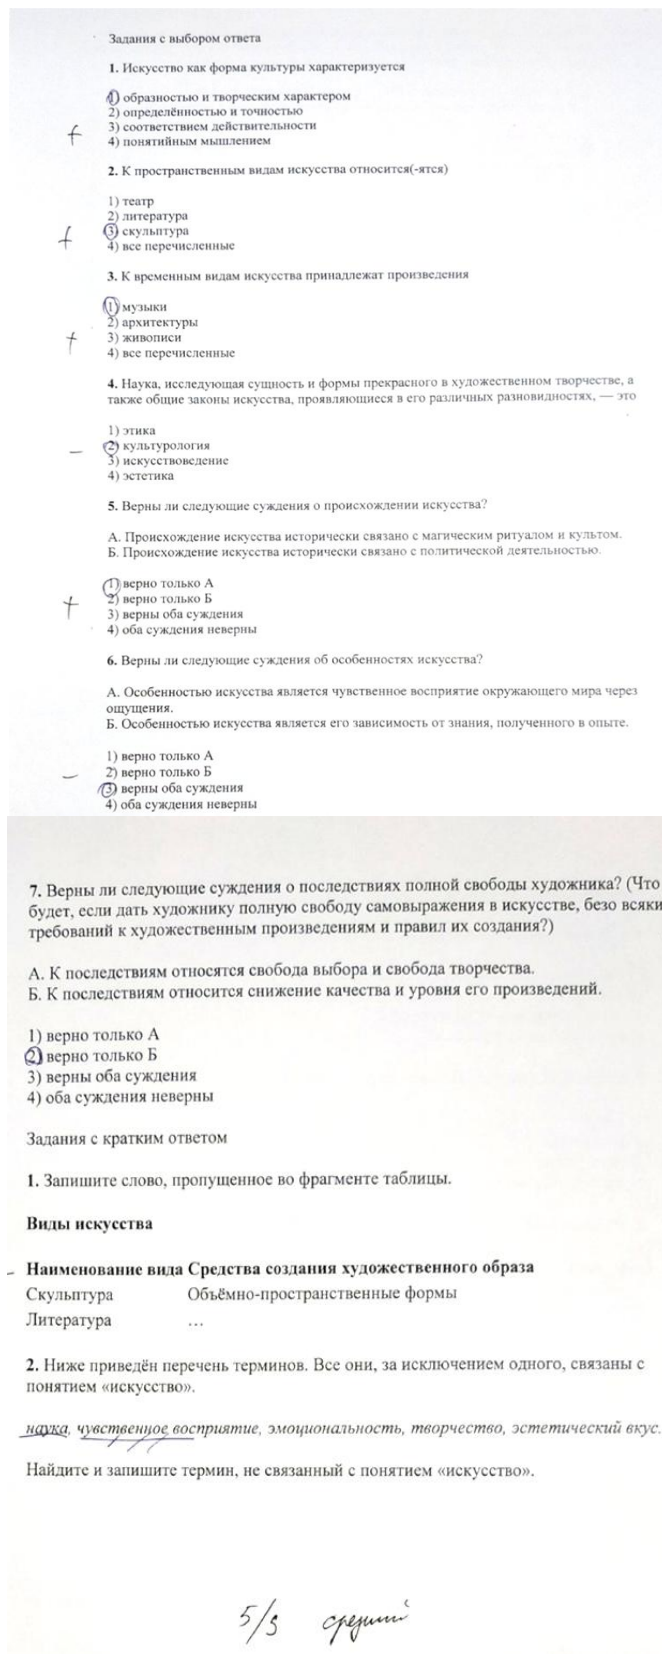 Задания с выбором ответа
1. Искусство как форма культуры характеризуется
1) образностью и творческим характером
2) определённостью и точностью
3) соответствием действительности
+
4) понятийным мышлением
2. К пространственным видам искусства относится(-ятся)
1) театр
2) литература
3) скульптура
+
4) все перечисленные
3. К временным видам искусства принадлежат произведения
1) музыки
2) архитектуры
+
3) живописи
4) все перечисленные
4. Наука, исследующая сущность и формы прекрасного в художественном творчестве, а
также общие законы искусства, проявляющиеся в его различных разновидностях, — это
1) этика
–
2) культурология
3) искусствоведение
4) эстетика
5. Верны ли следующие суждения о происхождении искусства?
А. Происхождение искусства исторически связано с магическим ритуалом и культом.
Б. Происхождение искусства исторически связано с политической деятельностью.
1) верно только А
+
2) верно только Б
3) верны оба суждения
4) оба суждения неверны
6. Верны ли следующие суждения об особенностях искусства?
А. Особенностью искусства является чувственное восприятие окружающего мира через
ощущения.
Б. Особенностью искусства является его зависимость от знания, полученного в опыте.
1) верно только А
–
2) верно только Б
3) верны оба суждения
4) оба суждения неверны
7. Верны ли следующие суждения о последствиях полной свободы художника? (Что
будет, если дать художнику полную свободу самовыражения в искусстве, безо всяки
требований к художественным произведениям и правил их создания?)
А. К последствиям относятся свобода выбора и свобода творчества.
Б. К последствиям относится снижение качества и уровня его произведений.
1) верно только А
2) верно только Б
3) верны оба суждения
4) оба суждения неверны
Задания с кратким ответом
1. Запишите слово, пропущенное во фрагменте таблицы.
Виды искусства
– Наименование вида Средства создания художественного образа
Скульптура Объёмно-пространственные формы
Литература ...
2. Ниже приведён перечень терминов. Все они, за исключением одного, связаны с
понятием «искусство».
наука, чувственное восприятие, эмоциональность, творчество, эстетический вкус.
Найдите и запишите термин, не связанный с понятием «искусство».
5/9 средний